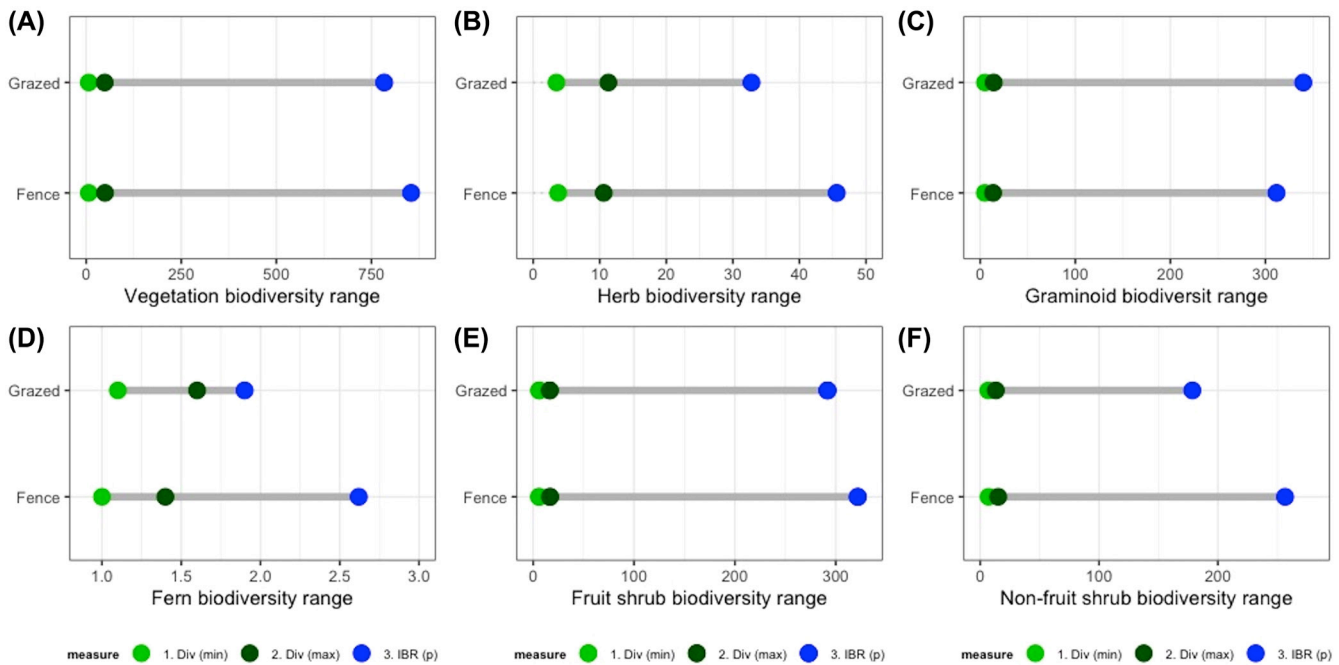 (A)
Grazed
Fence
0 250 500 750
Vegetation biodiversity range
(B)
Grazed
Fence
0 10 20 30 40 50
Herb biodiversity range
(C)
Grazed
Fence
0 100 200 300
Graminoid biodiversit range
(D)
Grazed
Fence
1.0 1.5 2.0 2.5 3.0
Fern biodiversity range
(E)
Grazed
Fence
0 100 200 300
Fruit shrub biodiversity range
(F)
Grazed
Fence
0 100 200
Non-fruit shrub biodiversity range
measure 1. Div (min) 2. Div (max) 3. IBR (p)
measure 1. Div (min) 2. Div (max) 3. IBR (p)
measure 1. Div (min) 2. Div (max) 3. IBR (p)